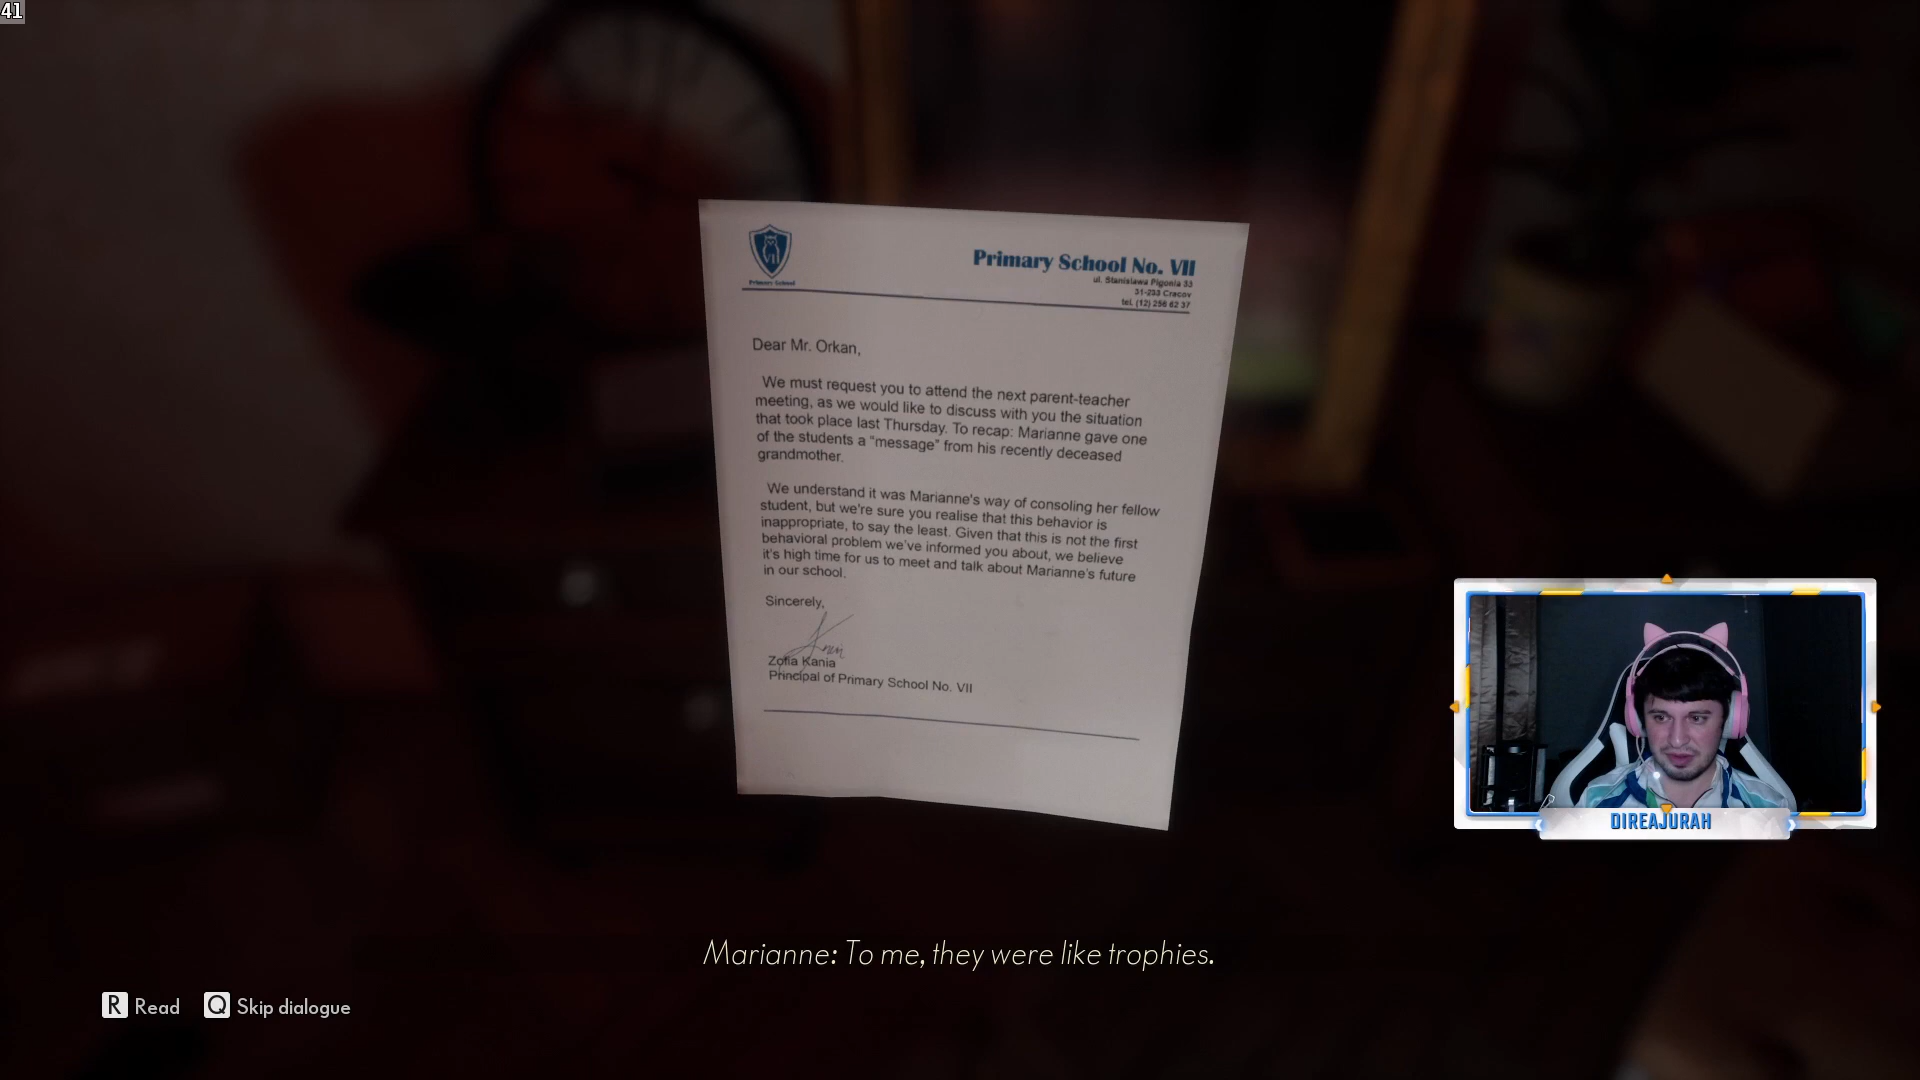 41
Primary School
Primary School No. VII
ul. Stanisława Pigonia 33
31-233 Cracov
tel. (12) 256 62 37
Dear Mr. Orkan,
We must request you to attend the next parent-teacher
meeting, as we would like to discuss with you the situation
that took place last Thursday. To recap: Marianne gave one
of the students a "message" from his recently deceased
grandmother.
We understand it was Marianne's way of consoling her fellow
student, but we're sure you realise that this behavior is
inappropriate, to say the least. Given that this is not the first
behavioral problem we've informed you about, we believe
it's high time for us to meet and talk about Marianne's future
in our school.
Sincerely,
Zofia Kania
Principal of Primary School No. VII
DIREAJURAH
Marianne: To me, they were like trophies.
R Read Q Skip dialogue